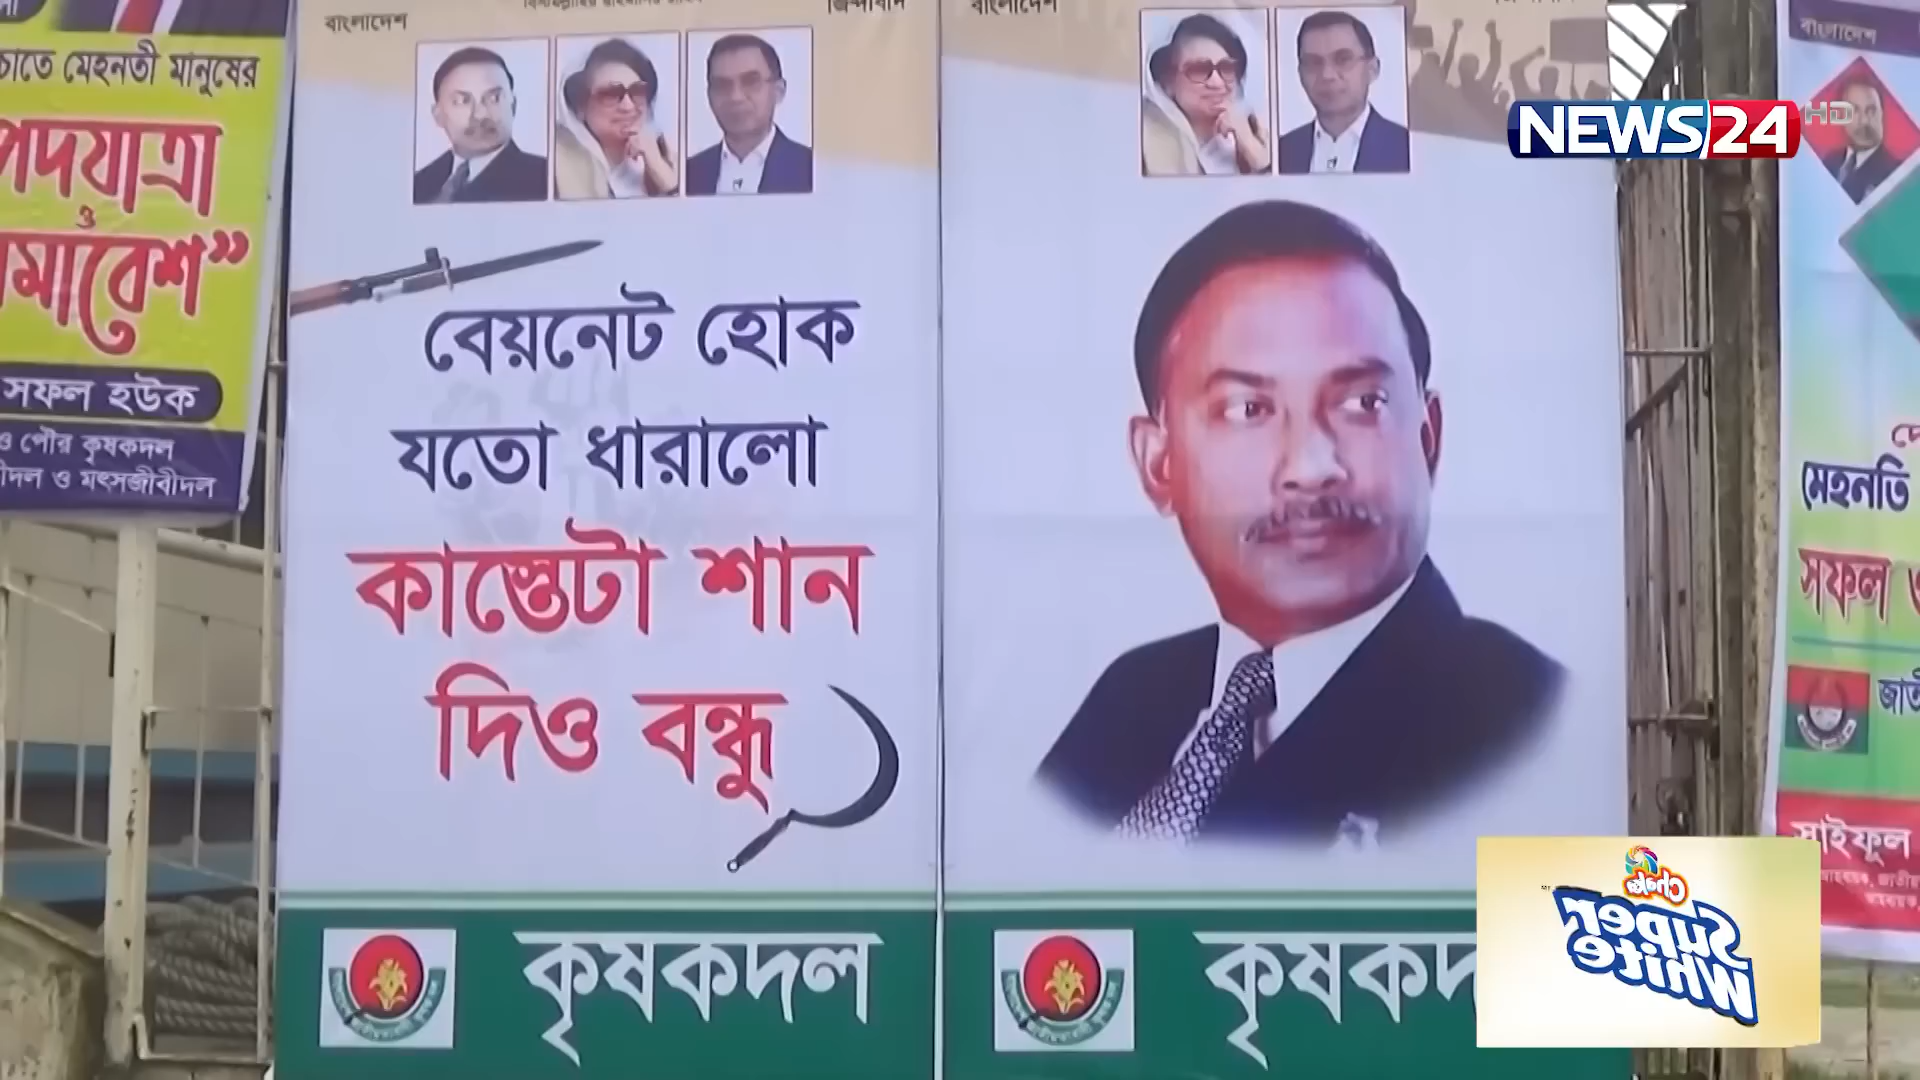 চাতে মেহনতী মানুষের
পদযাত্রা
ও
সমাবেশ”
সফল হউক
ও পৌর কৃষকদল
ও মৎসজীবীদল
বাংলাদেশ
জিন্দাবাদ
বেয়নেট হোক
যতো ধারালো
কাস্তেটা শান
দিও বন্ধু
কৃষকদল
বাংলাদেশ
কৃষকদ
NEWS24 HD
বাংলাদেশ
মেহনতি
সফল
সাইফুল
Chaka
Super
White